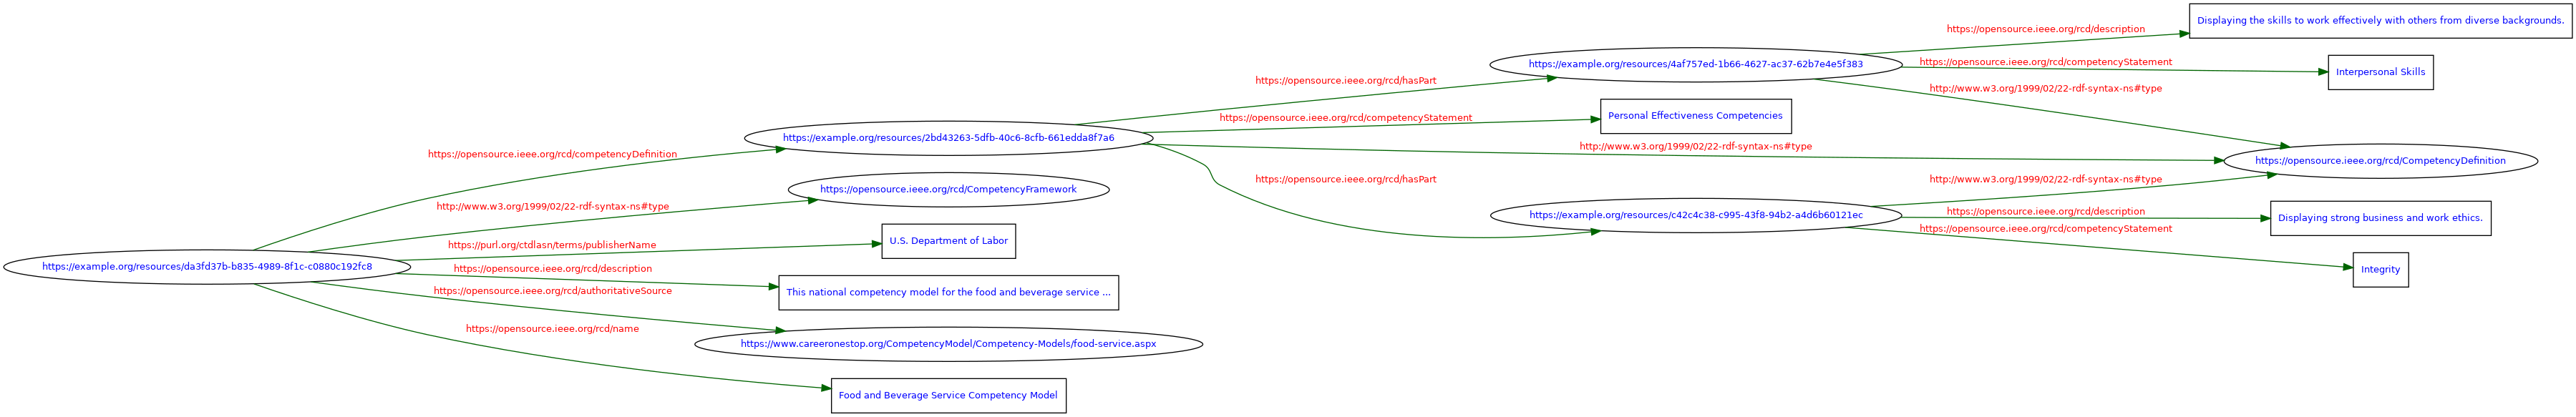 https://example.org/resources/da3fd37b-b835-4989-8f1c-c0880c192fc8
https://opensource.ieee.org/rcd/competencyDefinition
http://www.w3.org/1999/02/22-rdf-syntax-ns#type
https://purl.org/ctdlasn/terms/publisherName
https://opensource.ieee.org/rcd/description
https://opensource.ieee.org/rcd/authoritativeSource
https://opensource.ieee.org/rcd/name
https://example.org/resources/2bd43263-5dfb-40c6-8cfb-661edda8f7a6
https://opensource.ieee.org/rcd/CompetencyFramework
U.S. Department of Labor
This national competency model for the food and beverage service ...
https://www.careeronestop.org/CompetencyModel/Competency-Models/food-service.aspx
Food and Beverage Service Competency Model
https://opensource.ieee.org/rcd/hasPart
https://opensource.ieee.org/rcd/competencyStatement
http://www.w3.org/1999/02/22-rdf-syntax-ns#type
https://opensource.ieee.org/rcd/hasPart
https://example.org/resources/4af757ed-1b66-4627-ac37-62b7e4e5f383
Personal Effectiveness Competencies
https://example.org/resources/c42c4c38-c995-43f8-94b2-a4d6b60121ec
https://opensource.ieee.org/rcd/description
https://opensource.ieee.org/rcd/competencyStatement
http://www.w3.org/1999/02/22-rdf-syntax-ns#type
http://www.w3.org/1999/02/22-rdf-syntax-ns#type
https://opensource.ieee.org/rcd/description
https://opensource.ieee.org/rcd/competencyStatement
Displaying the skills to work effectively with others from diverse backgrounds.
Interpersonal Skills
https://opensource.ieee.org/rcd/CompetencyDefinition
Displaying strong business and work ethics.
Integrity